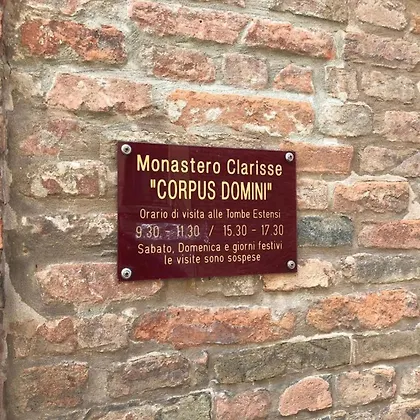 Monastero Clarisse
"CORPUS DOMINI"
Orario di visita alle Tombe Estensi
9.30 - 11.30 / 15.30 - 17.30
Sabato, Domenica e giorni festivi
le visite sono sospese